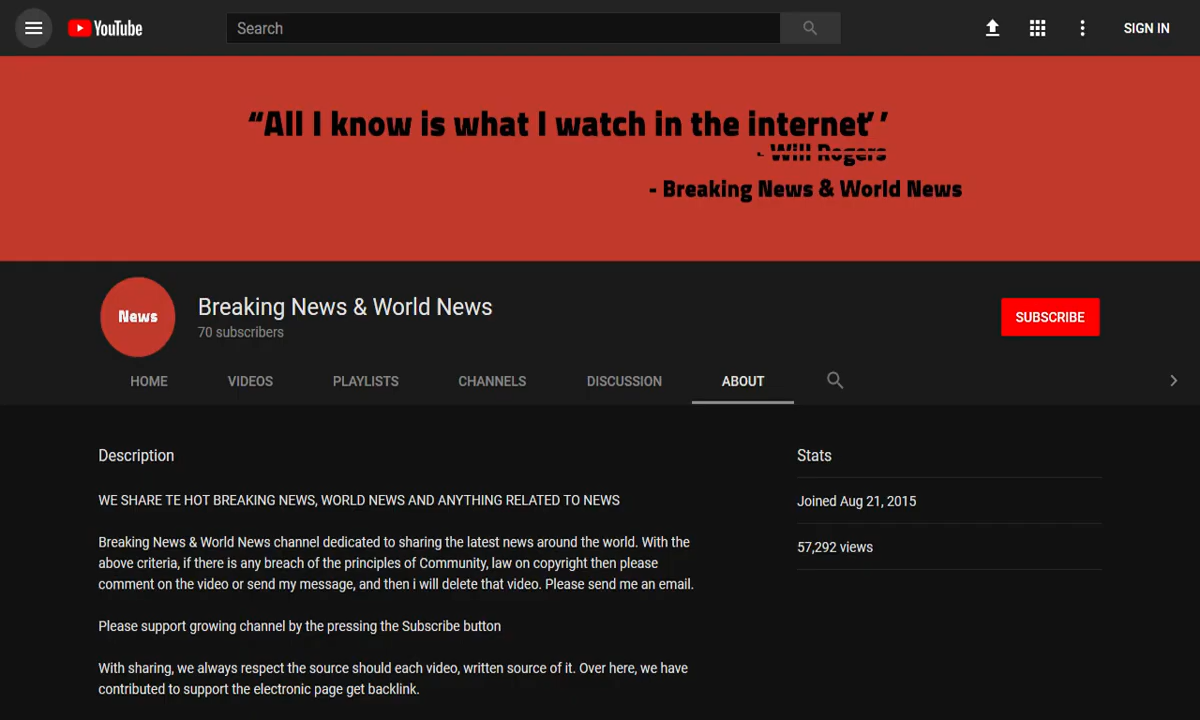 YouTube
Search
SIGN IN
“All I know is what I watch in the internet’’
- Will Rogers
- Breaking News & World News
News
Breaking News & World News
70 subscribers
SUBSCRIBE
HOME VIDEOS PLAYLISTS CHANNELS DISCUSSION ABOUT
Description
WE SHARE TE HOT BREAKING NEWS, WORLD NEWS AND ANYTHING RELATED TO NEWS
Breaking News & World News channel dedicated to sharing the latest news around the world. With the
above criteria, if there is any breach of the principles of Community, law on copyright then please
comment on the video or send my message, and then i will delete that video. Please send me an email.
Please support growing channel by the pressing the Subscribe button
With sharing, we always respect the source should each video, written source of it. Over here, we have
contributed to support the electronic page get backlink.
Stats
Joined Aug 21, 2015
57,292 views